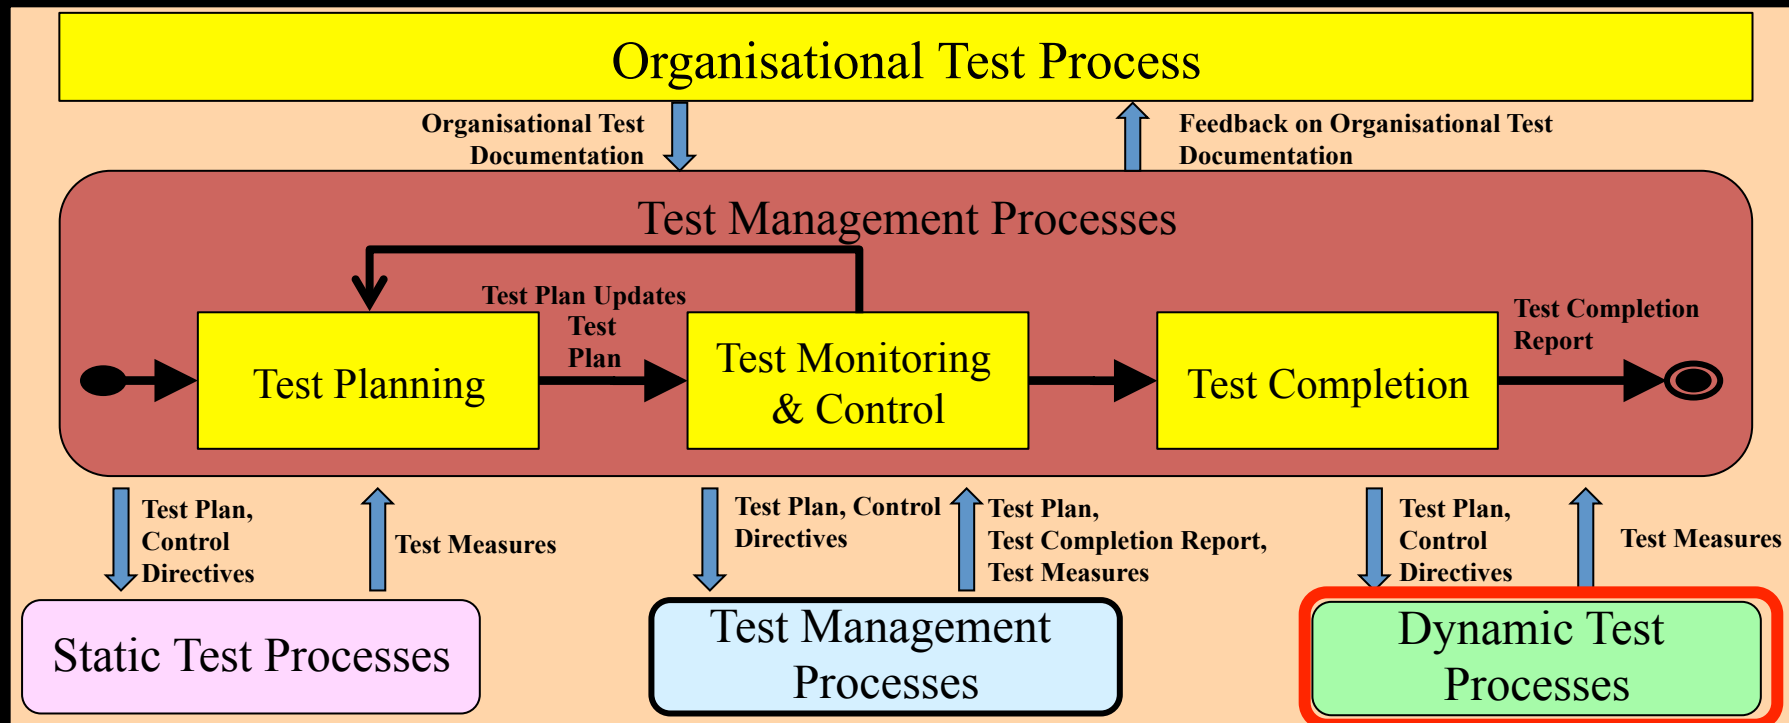 Organisational Test Process
Organisational Test
Documentation
Feedback on Organisational Test
Documentation
Test Management Processes
Test Plan Updates
Test
Plan
Test Completion
Report
Test Planning
Test Monitoring
& Control
Test Completion
Test Plan,
Control
Directives
Test Measures
Test Plan, Control
Directives
Test Plan,
Test Completion Report,
Test Measures
Test Plan,
Control
Directives
Test Measures
Static Test Processes
Test Management
Processes
Dynamic Test
Processes